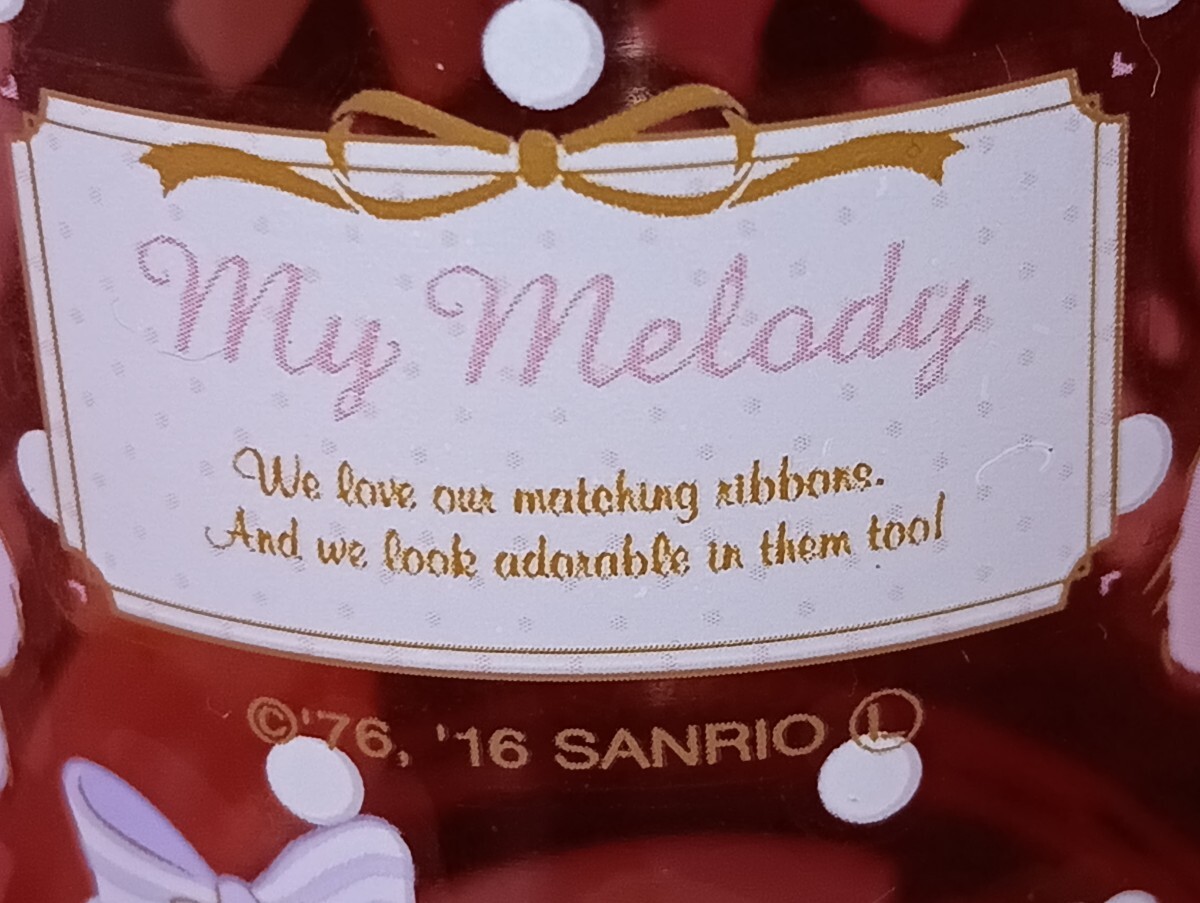 My Melody
We love our matching ribbons.
And we look adorable in them too!
©'76, '16 SANRIO Ⓛ